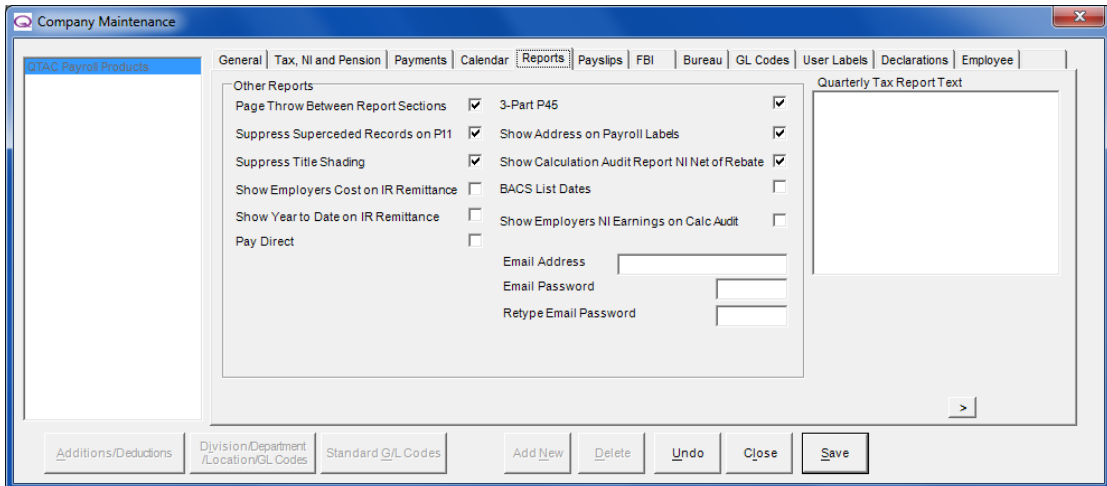 Company Maintenance
QTAC Payroll Products
General Tax, NI and Pension Payments Calendar Reports Payslips FBI Bureau GL Codes User Labels Declarations Employee
Other Reports
Page Throw Between Report Sections
Suppress Superceded Records on P11
Suppress Title Shading
Show Employers Cost on IR Remittance
Show Year to Date on IR Remittance
Pay Direct
3-Part P45
Show Address on Payroll Labels
Show Calculation Audit Report NI Net of Rebate
BACS List Dates
Show Employers NI Earnings on Calc Audit
Email Address
Email Password
Retype Email Password
Quarterly Tax Report Text
>
Additions/Deductions
Division/Department
/Location/GL Codes
Standard G/L Codes
Add New
Delete
Undo
Close
Save